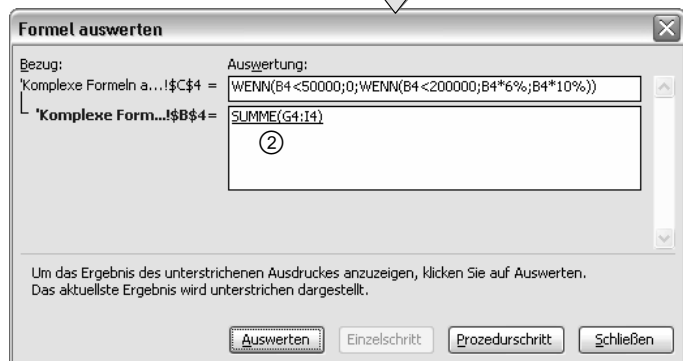 Formel auswerten
Bezug:
Auswertung:
'Komplexe Formeln a...!$C$4 = WENN(B4<50000;0;WENN(B4<200000;B4*6%;B4*10%))
'Komplexe Form...!$B$4= SUMME(G4:I4)
②
Um das Ergebnis des unterstrichenen Ausdruckes anzuzeigen, klicken Sie auf Auswerten.
Das aktuellste Ergebnis wird unterstrichen dargestellt.
Auswerten Einzelschritt Prozedurschritt Schließen